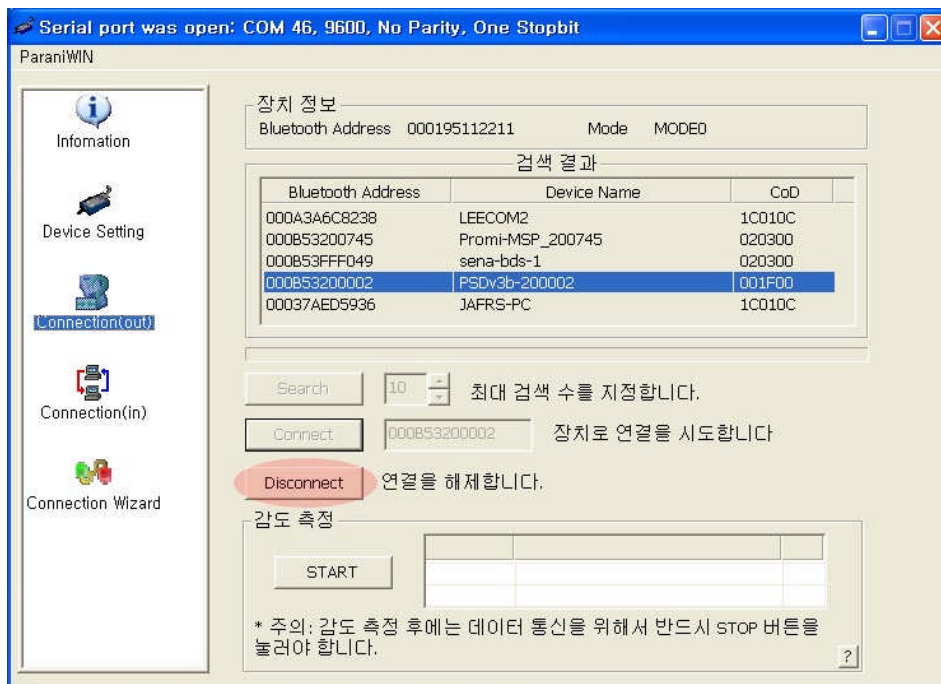 Serial port was open: COM 46, 9600, No Parity, One Stopbit
ParaniWIN
Infomation
Device Setting
Connection(out)
Connection(in)
Connection Wizard
장치 정보
Bluetooth Address 000195112211 Mode MODE0
검색 결과
Bluetooth Address Device Name CoD
000A3A6C8238 LEECOM2 1C010C
000B53200745 Promi-MSP_200745 020300
000B53FFF049 sena-bds-1 020300
000B53200002 PSDv3b-200002 001F00
00037AED5936 JAFRS-PC 1C010C
Search 10 최대 검색 수를 지정합니다.
Connect 000B53200002 장치로 연결을 시도합니다
Disconnect 연결을 해제합니다.
감도 측정
START
* 주의: 감도 측정 후에는 데이터 통신을 위해서 반드시 STOP 버튼을
눌러야 합니다.
?